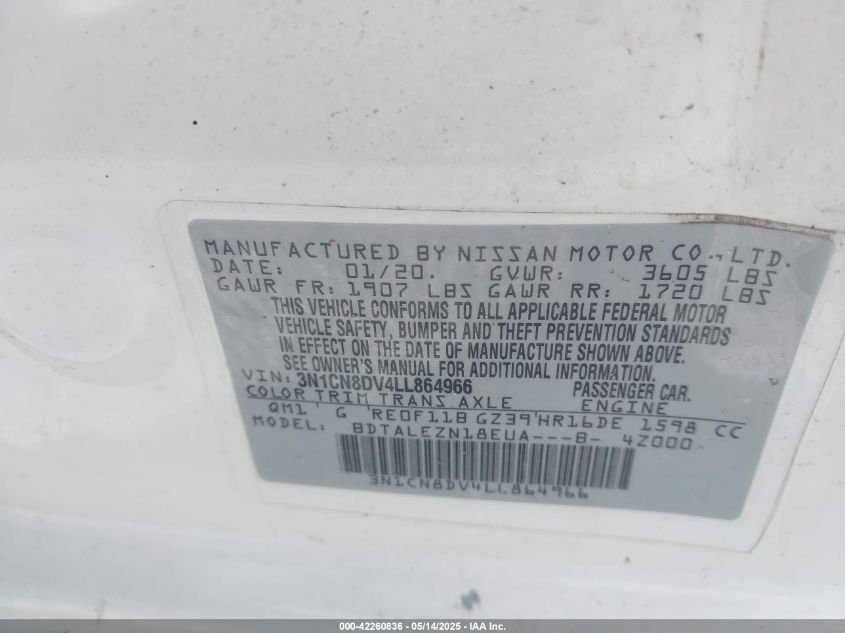 MANUFACTURED BY NISSAN MOTOR CO., LTD.
DATE: 01/20. GVWR: 3605 LBS
GAWR FR: 1907 LBS GAWR RR: 1720 LBS
THIS VEHICLE CONFORMS TO ALL APPLICABLE FEDERAL MOTOR
VEHICLE SAFETY, BUMPER AND THEFT PREVENTION STANDARDS
IN EFFECT ON THE DATE OF MANUFACTURE SHOWN ABOVE.
SEE OWNER'S MANUAL FOR ADDITIONAL INFORMATION.
VIN: 3N1CN8DV4LL864966 PASSENGER CAR.
COLOR TRIM TRANS AXLE ENGINE
QM1 G RE0F11B GZ39 HR16DE 1598 CC
MODEL: BDTALEZN18EUA---B- 4Z000
3N1CN8DV4LL864966
000-42260836 - 05/14/2025 - IAA Inc.